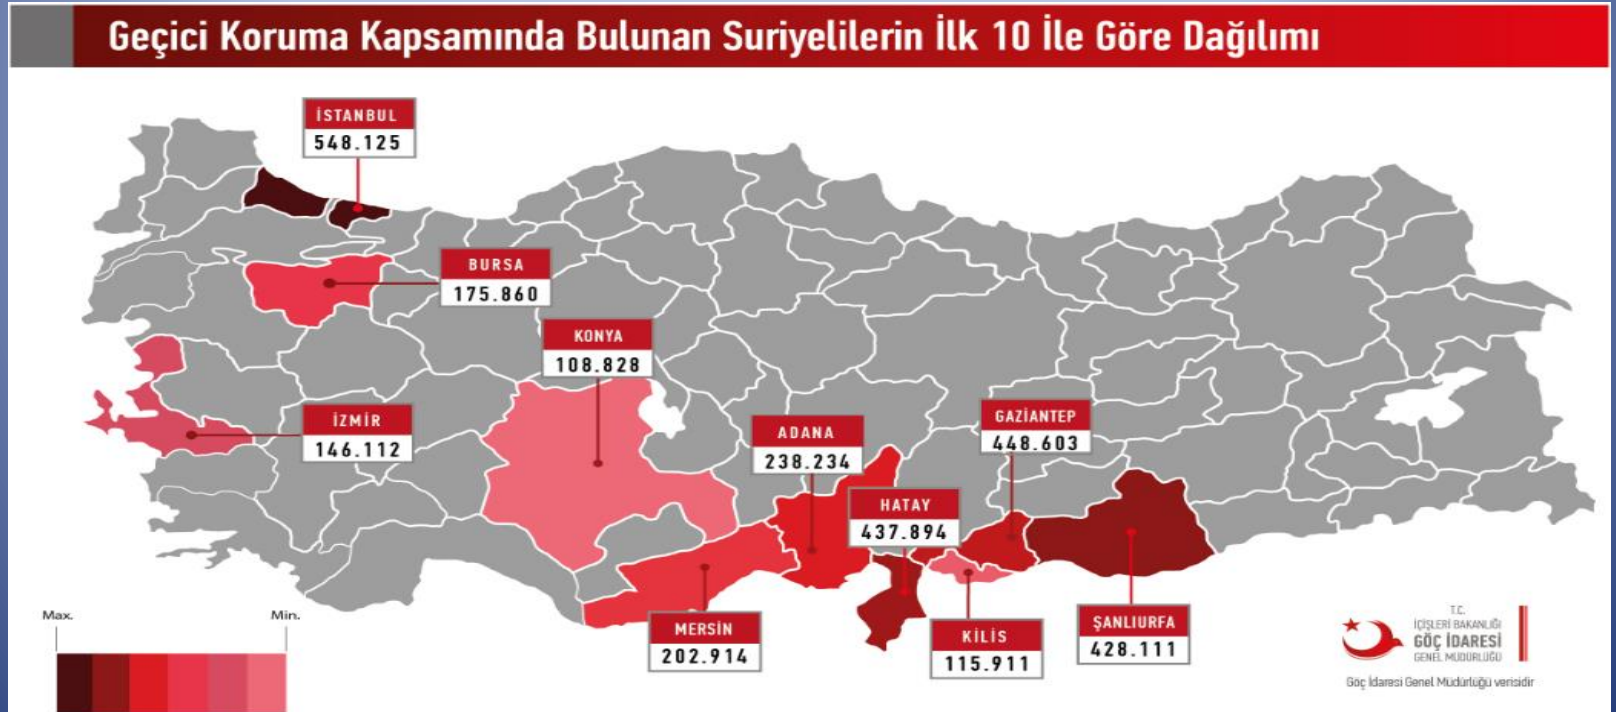 Geçici Koruma Kapsamında Bulunan Suriyelilerin İlk 10 İle Göre Dağılımı
İSTANBUL
548.125
BURSA
175.860
KONYA
108.828
İZMİR
146.112
ADANA
238.234
GAZİANTEP
448.603
HATAY
437.894
MERSİN
202.914
KİLİS
115.911
ŞANLIURFA
428.111
Max.
Min.
T.C.
İÇİŞLERİ BAKANLIĞI
GÖÇ İDARESİ
GENEL MÜDÜRLÜĞÜ
Göç İdaresi Genel Müdürlüğü verisidir